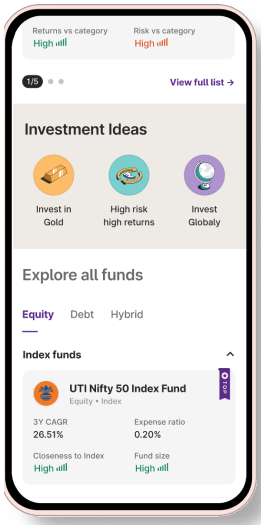 Returns vs category
Risk vs category
High
High
1/5
View full list →
Investment Ideas
Invest in
Gold
High risk
high returns
Invest
Globaly
Explore all funds
Equity
Debt
Hybrid
Index funds
TOP
UTI Nifty 50 Index Fund
Equity • Index
3Y CAGR
Expense ratio
26.51%
0.20%
Closeness to Index
Fund size
High
High